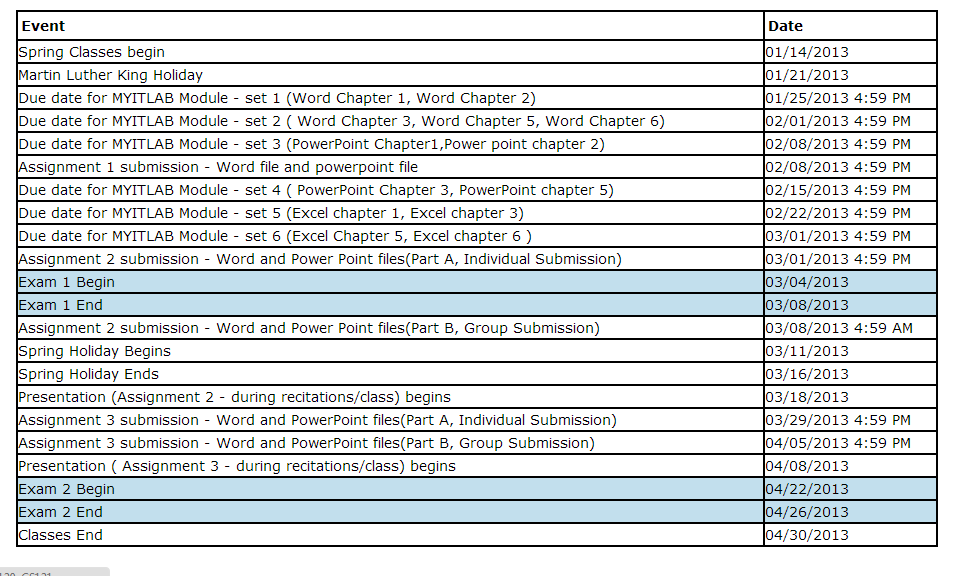 Event Date
Spring Classes begin 01/14/2013
Martin Luther King Holiday 01/21/2013
Due date for MYITLAB Module - set 1 (Word Chapter 1, Word Chapter 2) 01/25/2013 4:59 PM
Due date for MYITLAB Module - set 2 ( Word Chapter 3, Word Chapter 5, Word Chapter 6) 02/01/2013 4:59 PM
Due date for MYITLAB Module - set 3 (PowerPoint Chapter1,Power point chapter 2) 02/08/2013 4:59 PM
Assignment 1 submission - Word file and powerpoint file 02/08/2013 4:59 PM
Due date for MYITLAB Module - set 4 ( PowerPoint Chapter 3, PowerPoint chapter 5) 02/15/2013 4:59 PM
Due date for MYITLAB Module - set 5 (Excel chapter 1, Excel chapter 3) 02/22/2013 4:59 PM
Due date for MYITLAB Module - set 6 (Excel Chapter 5, Excel chapter 6 ) 03/01/2013 4:59 PM
Assignment 2 submission - Word and Power Point files(Part A, Individual Submission) 03/01/2013 4:59 PM
Exam 1 Begin 03/04/2013
Exam 1 End 03/08/2013
Assignment 2 submission - Word and Power Point files(Part B, Group Submission) 03/08/2013 4:59 AM
Spring Holiday Begins 03/11/2013
Spring Holiday Ends 03/16/2013
Presentation (Assignment 2 - during recitations/class) begins 03/18/2013
Assignment 3 submission - Word and PowerPoint files(Part A, Individual Submission) 03/29/2013 4:59 PM
Assignment 3 submission - Word and PowerPoint files(Part B, Group Submission) 04/05/2013 4:59 PM
Presentation ( Assignment 3 - during recitations/class) begins 04/08/2013
Exam 2 Begin 04/22/2013
Exam 2 End 04/26/2013
Classes End 04/30/2013